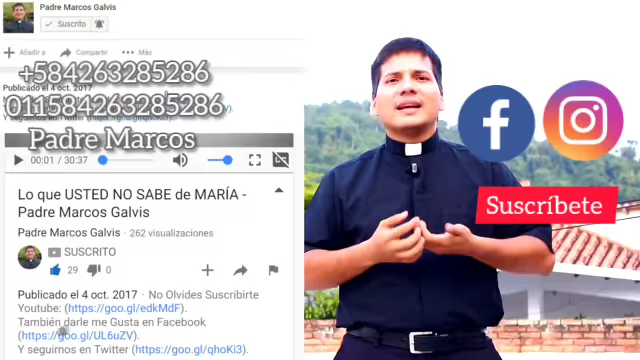 Padre Marcos Galvis
Suscrito
Añadir a
Compartir
Más
+584263285286
Publicado el 4 oct. 2017
011584263285286
Padre Marcos
00:01 / 30:37
Lo que USTED NO SABE de MARÍA -
Padre Marcos Galvis
Padre Marcos Galvis · 262 visualizaciones
SUSCRITO
29
0
Publicado el 4 oct. 2017 · No Olvides Suscribirte
Youtube: (https://goo.gl/edkMdF).
También darle me Gusta en Facebook
(https://goo.gl/UL6uZV).
Y seguirnos en Twitter (https://goo.gl/qhoKi3).
Suscríbete